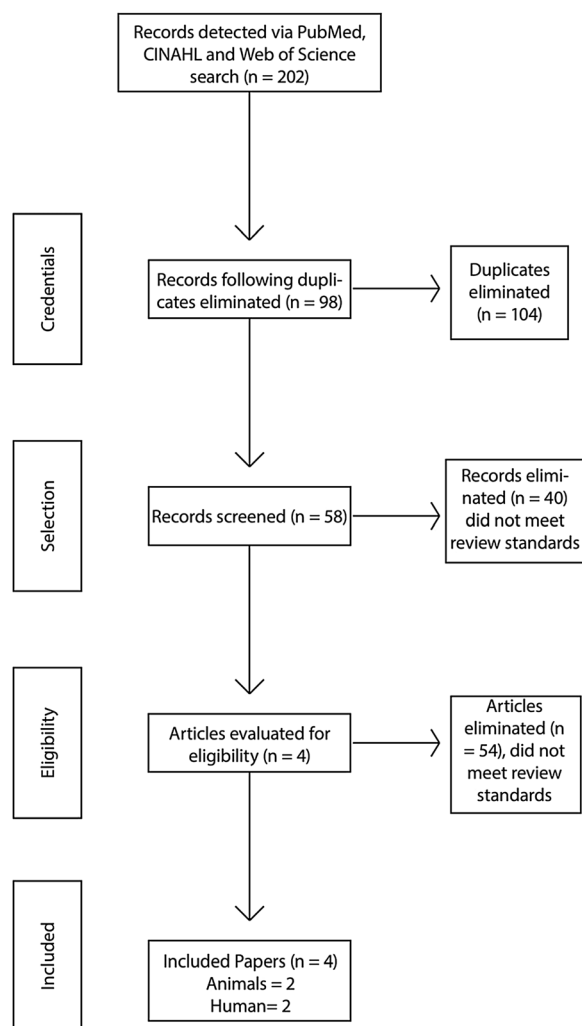 Records detected via PubMed,
CINAHL and Web of Science
search (n = 202)
Credentials
Records following dupli-
cates eliminated (n = 98)
Duplicates
eliminated
(n = 104)
Selection
Records screened (n = 58)
Records elimi-
nated (n = 40)
did not meet
review standards
Eligibility
Articles evaluated for
eligibility (n = 4)
Articles
eliminated (n
= 54), did not
meet review
standards
Included
Included Papers (n = 4)
Animals = 2
Human= 2